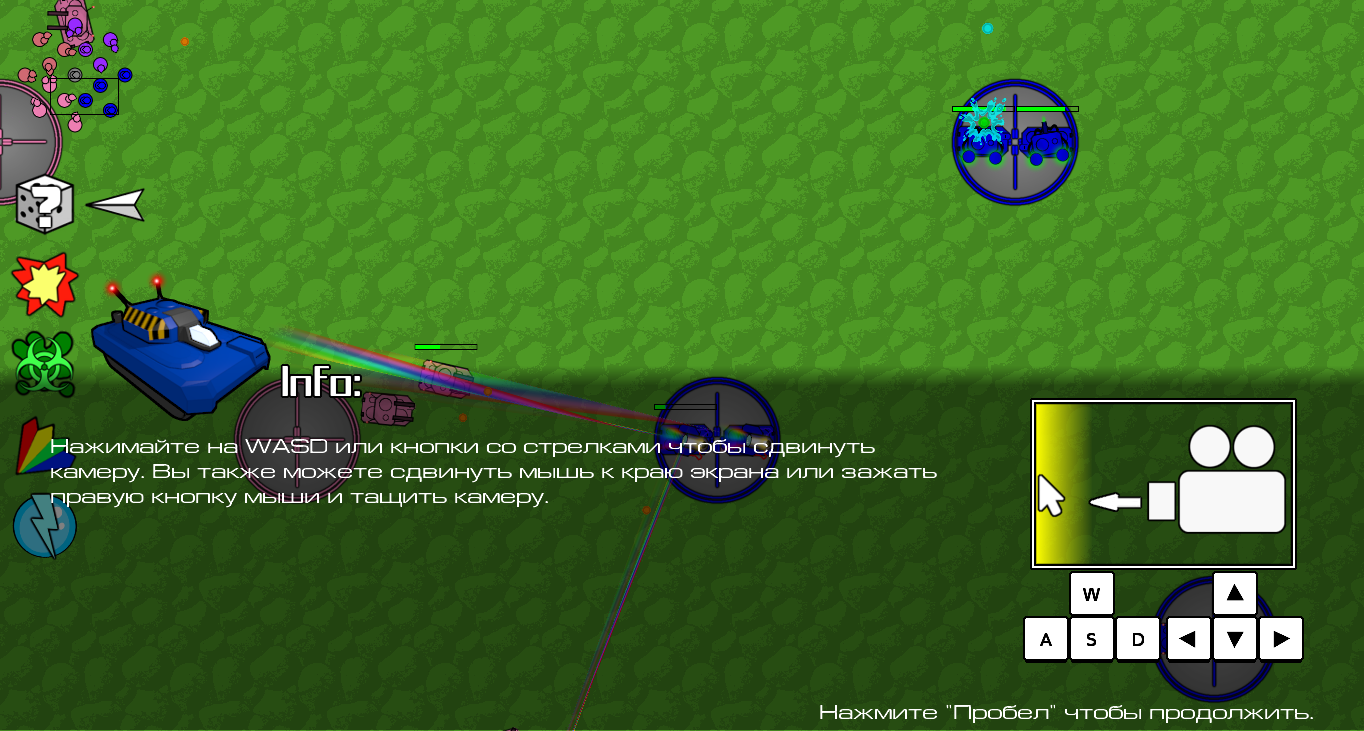 ?
Info:
Нажимайте на WASD или кнопки со стрелками чтобы сдвинуть
камеру. Вы также можете сдвинуть мышь к краю экрана или зажать
правую кнопку мыши и тащить камеру.
W
A S D
Нажмите "Пробел" чтобы продолжить.